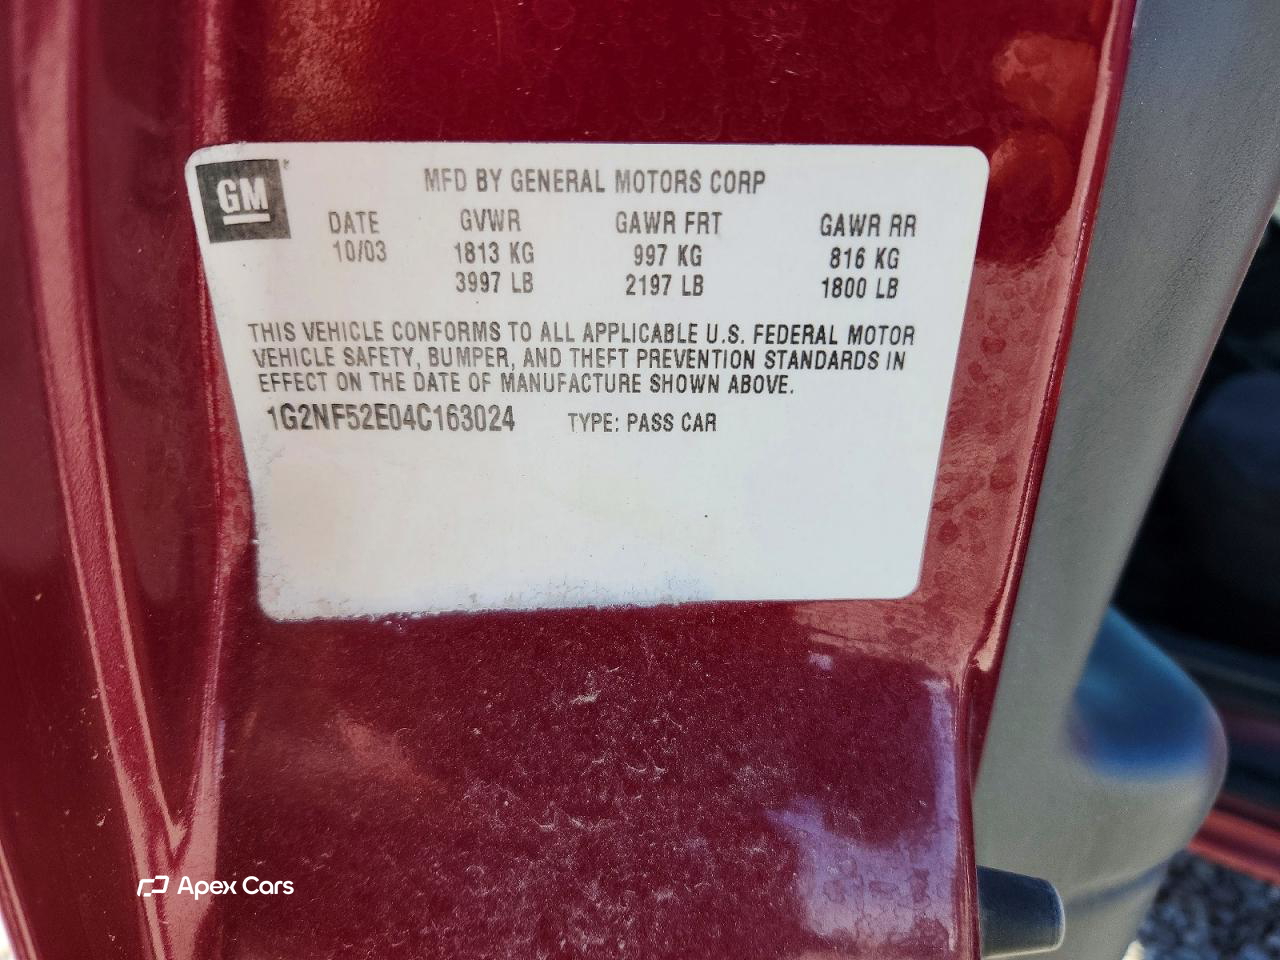 GM
MFD BY GENERAL MOTORS CORP
DATE GVWR GAWR FRT GAWR RR
10/03 1813 KG 997 KG 816 KG
3997 LB 2197 LB 1800 LB
THIS VEHICLE CONFORMS TO ALL APPLICABLE U.S. FEDERAL MOTOR
VEHICLE SAFETY, BUMPER, AND THEFT PREVENTION STANDARDS IN
EFFECT ON THE DATE OF MANUFACTURE SHOWN ABOVE.
1G2NF52E04C163024 TYPE: PASS CAR
Apex Cars